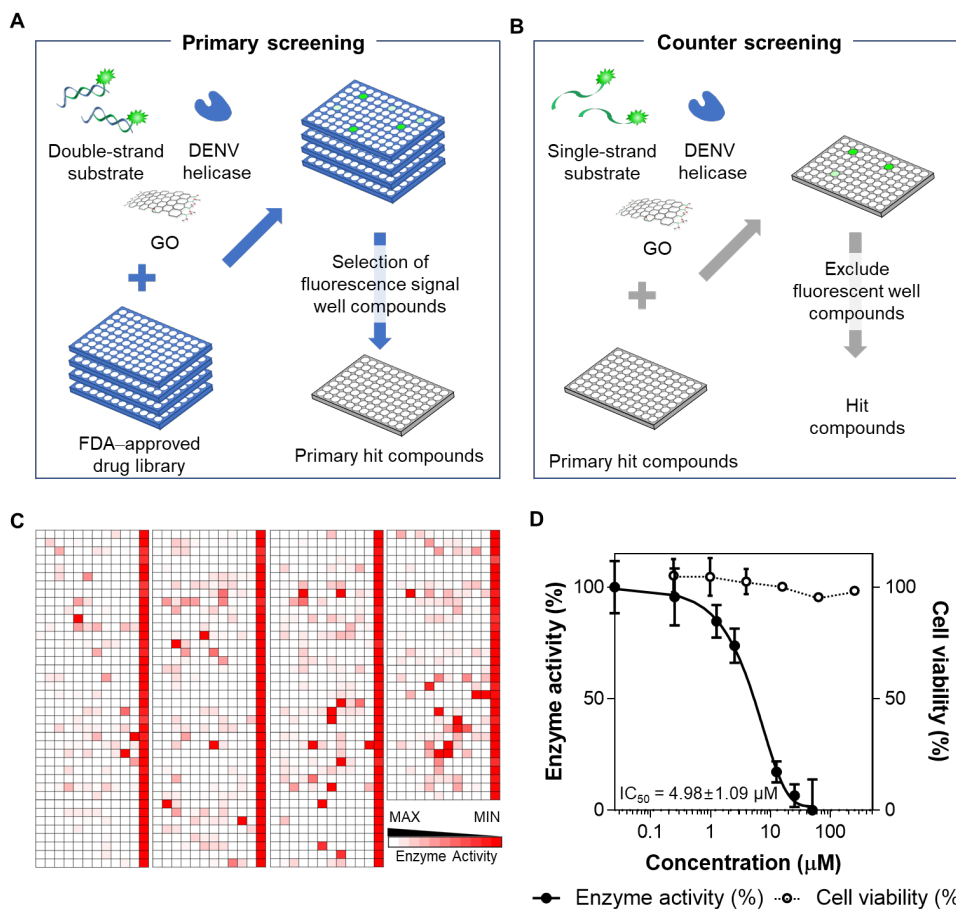 A
Primary screening
Double-strand
substrate
DENV
helicase
GO
Selection of
fluorescence signal
well compounds
FDA–approved
drug library
Primary hit compounds
B
Counter screening
Single-strand
substrate
DENV
helicase
GO
Exclude
fluorescent well
compounds
Primary hit compounds
Hit
compounds
C
MAX MIN
Enzyme Activity
D
Enzyme activity (%)
100
50
0
IC50 = 4.98±1.09 μM
0.1 1 10 100
Concentration (μM)
100
50
0
Cell viability
(%)
Enzyme activity (%) Cell viability (%